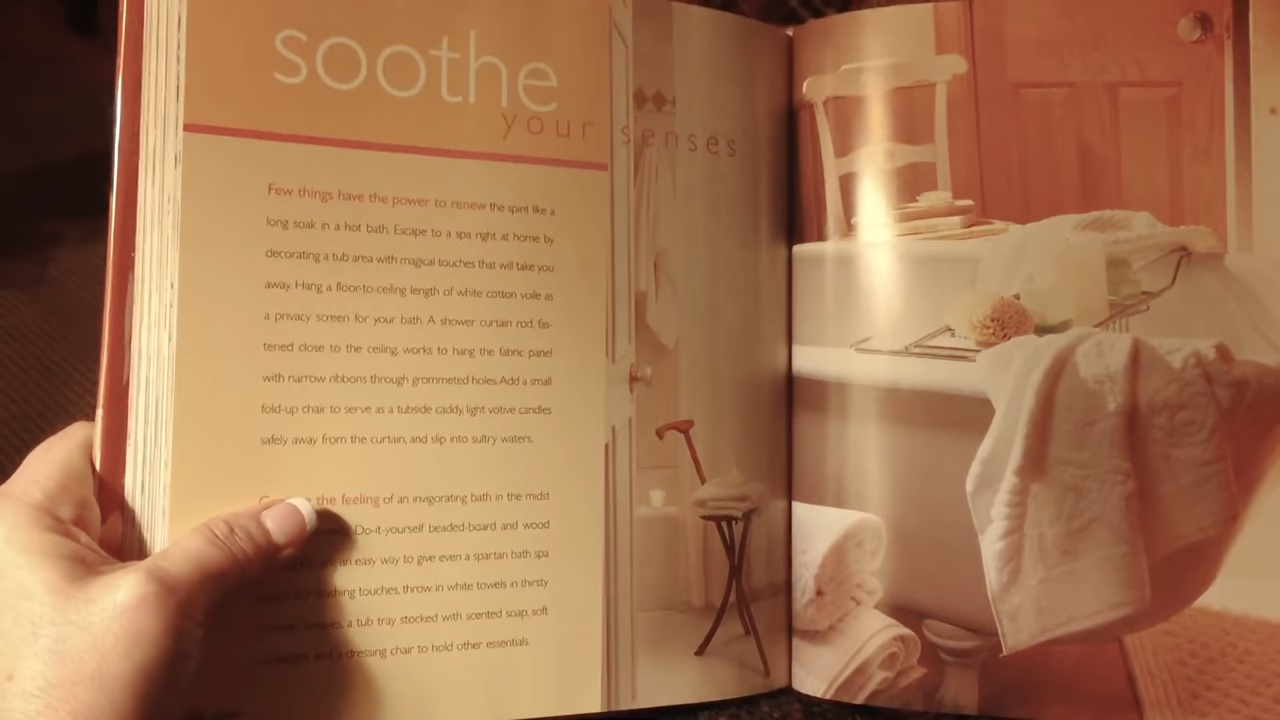 soothe
your senses
Few things have the power to renew the spirit like a
long soak in a hot bath. Escape to a spa right at home by
decorating a tub area with magical touches that will take you
away. Hang a floor-to-ceiling length of white cotton voile as
a privacy screen for your bath. A shower curtain rod, fas-
tened close to the ceiling, works to hang the fabric panel
with narrow ribbons through grommeted holes. Add a small
fold-up chair to serve as a tubside caddy, light votive candles
safely away from the curtain, and slip into sultry waters.
the feeling of an invigorating bath in the midst
Do-it-yourself beaded-board and wood
an easy way to give even a spartan bath spa
touches, throw in white towels in thirsty
a tub tray stocked with scented soap, soft
and a dressing chair to hold other essentials.